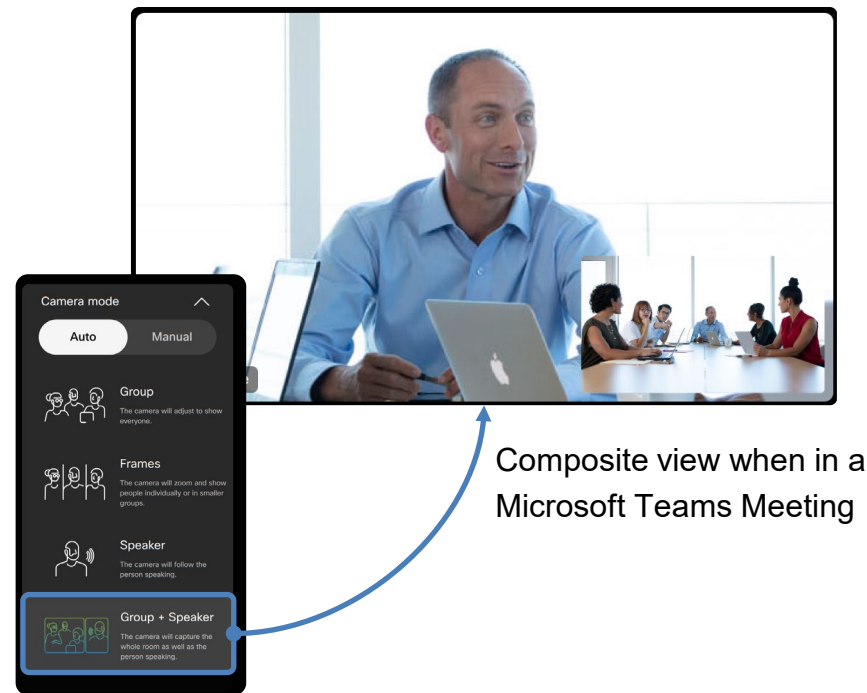 Camera mode
Auto
Manual
Group
The camera will adjust to show
everyone.
Frames
The camera will zoom and show
people individually or in smaller
groups.
Speaker
The camera will follow the
person speaking.
Group + Speaker
The camera will capture the
whole room as well as the
person speaking.
Composite view when in a
Microsoft Teams Meeting